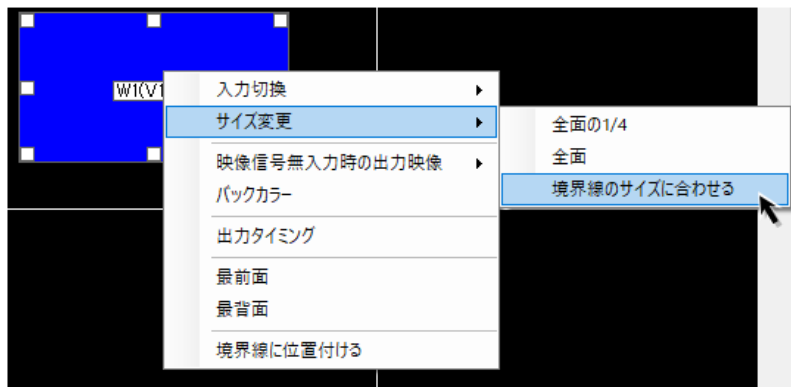 W1(V1
入力切換
サイズ変更
全面の1/4
全面
境界線のサイズに合わせる
映像信号無入力時の出力映像
バックカラー
出力タイミング
最前面
最背面
境界線に位置付ける